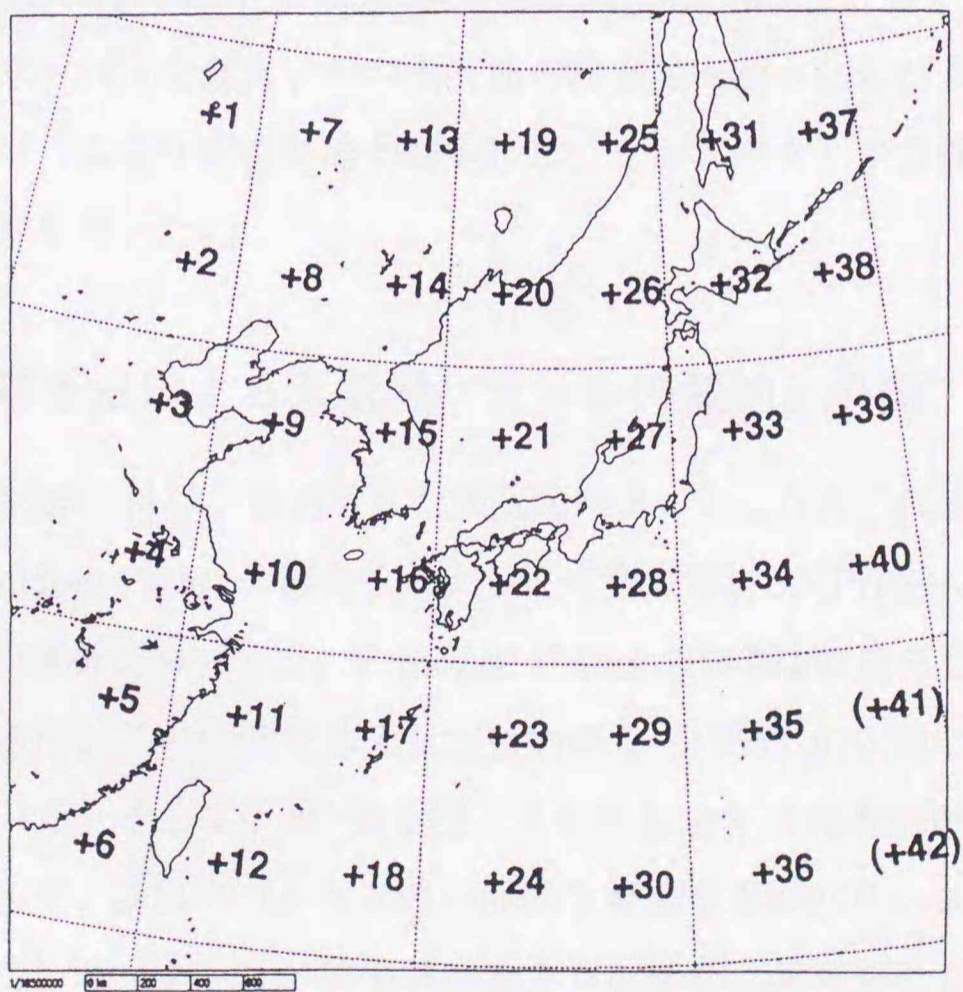 +1 +7 +13 +19 +25 +31 +37
+2 +8 +14 +20 +26 +32 +38
+3 +9 +15 +21 +27 +33 +39
+4 +10 +16 +22 +28 +34 +40
+5 +11 +17 +23 +29 +35 (+41)
+6 +12 +18 +24 +30 +36 (+42)
1/18500000 0 km 200 400 600